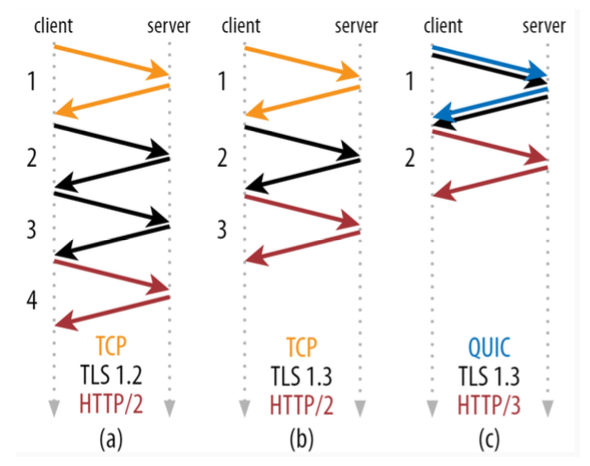 client server client server client server
1 1 1
2 2 2
3 3
4
TCP TCP QUIC
TLS 1.2 TLS 1.3 TLS 1.3
HTTP/2 HTTP/2 HTTP/3
(a) (b) (c)